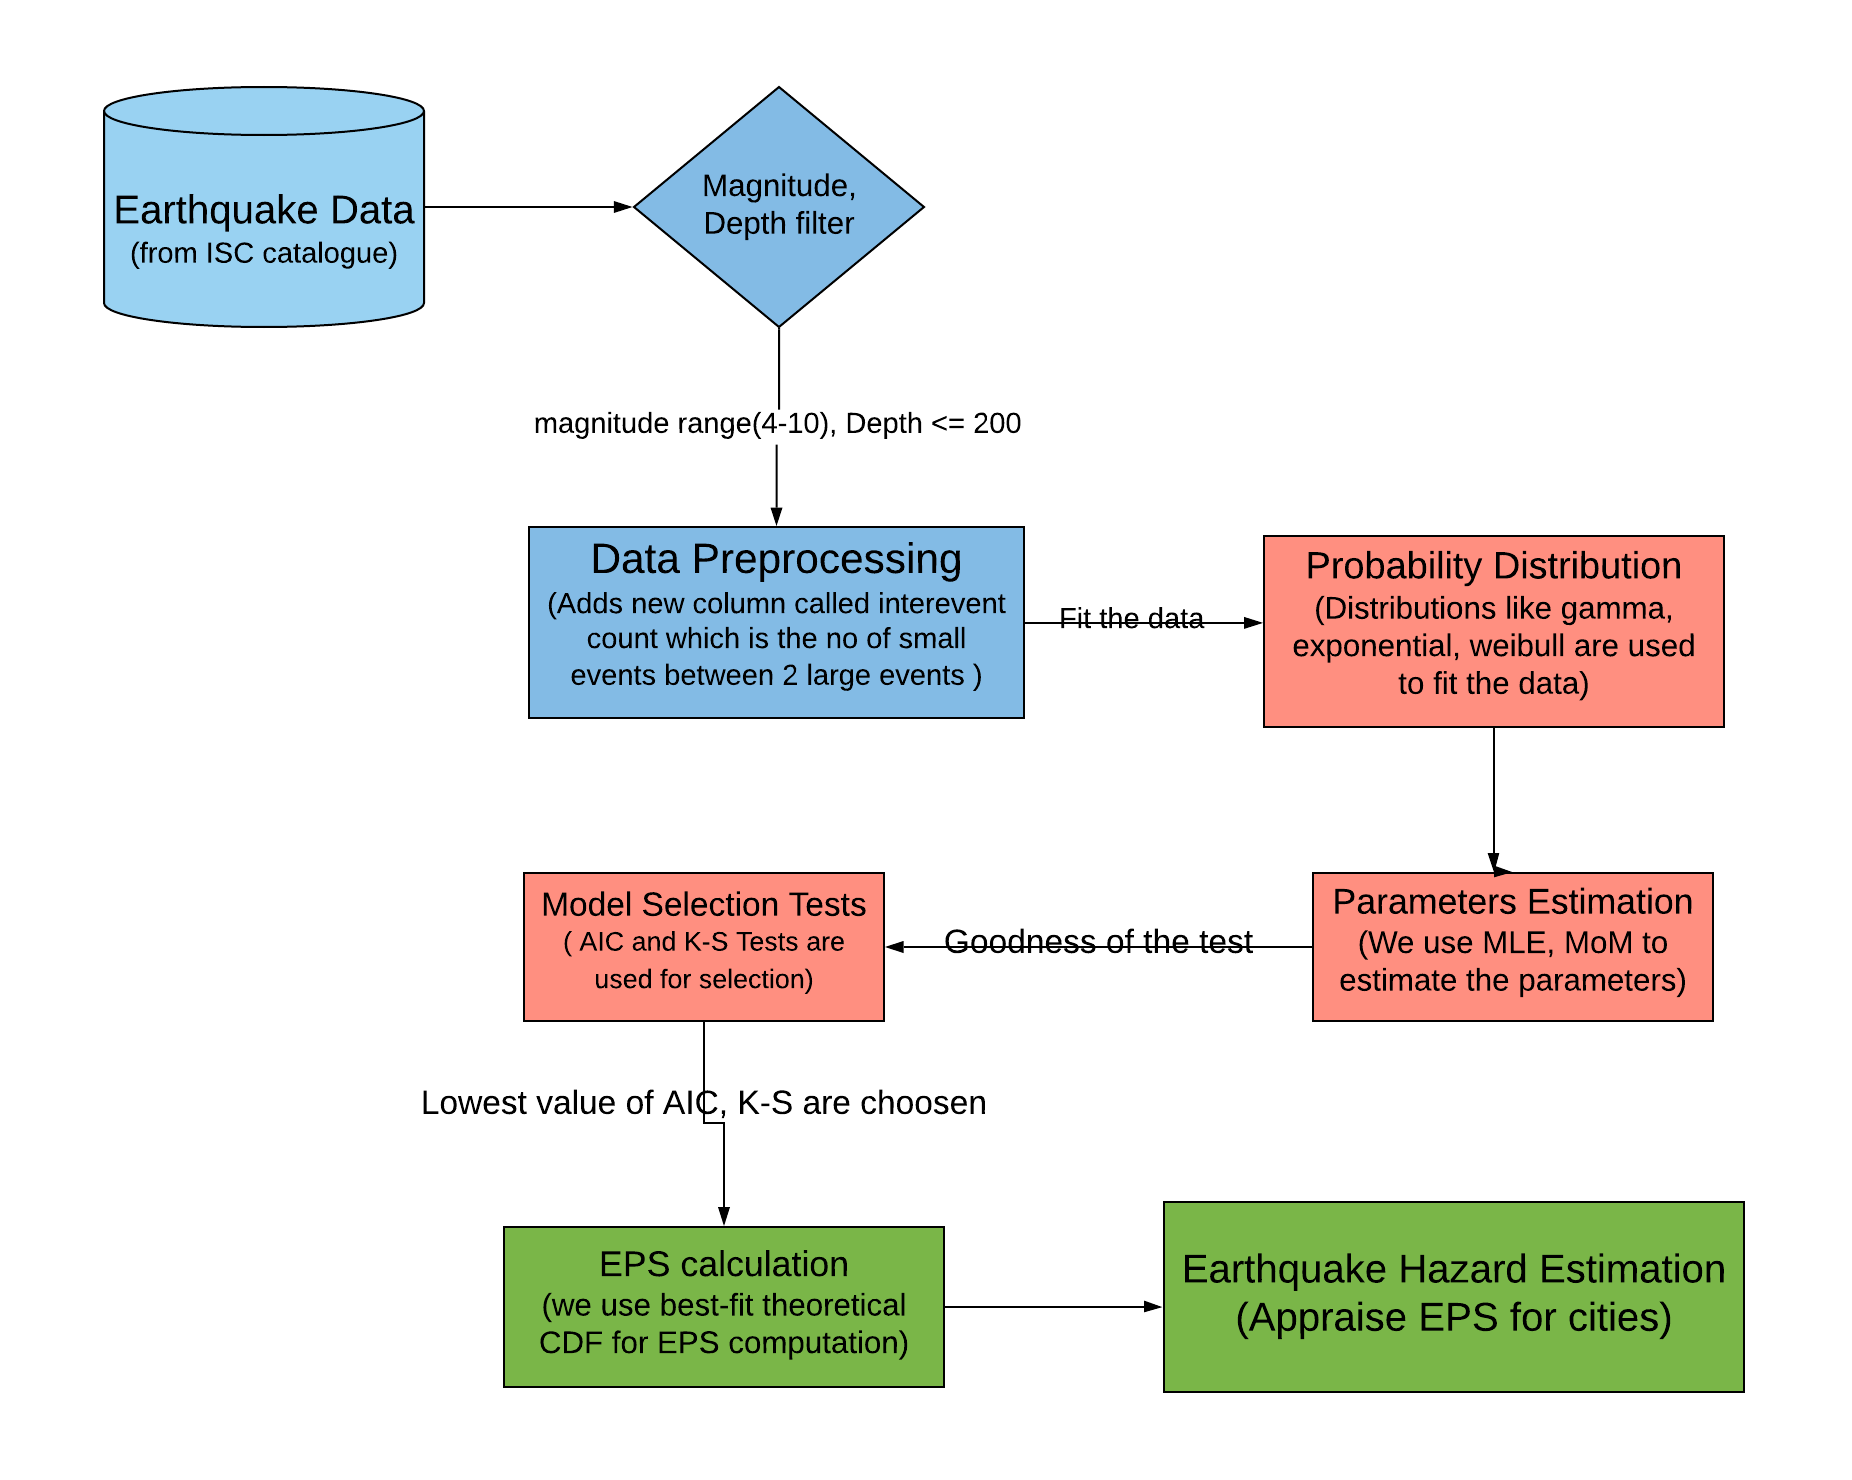 Earthquake Data
(from ISC catalogue)
Magnitude,
Depth filter
magnitude range(4-10), Depth <= 200
Data Preprocessing
(Adds new column called interevent
count which is the no of small
events between 2 large events )
Fit the data
Probability Distribution
(Distributions like gamma,
exponential, weibull are used
to fit the data)
Parameters Estimation
(We use MLE, MoM to
estimate the parameters)
Goodness of the test
Model Selection Tests
( AIC and K-S Tests are
used for selection)
Lowest value of AIC, K-S are choosen
EPS calculation
(we use best-fit theoretical
CDF for EPS computation)
Earthquake Hazard Estimation
(Appraise EPS for cities)